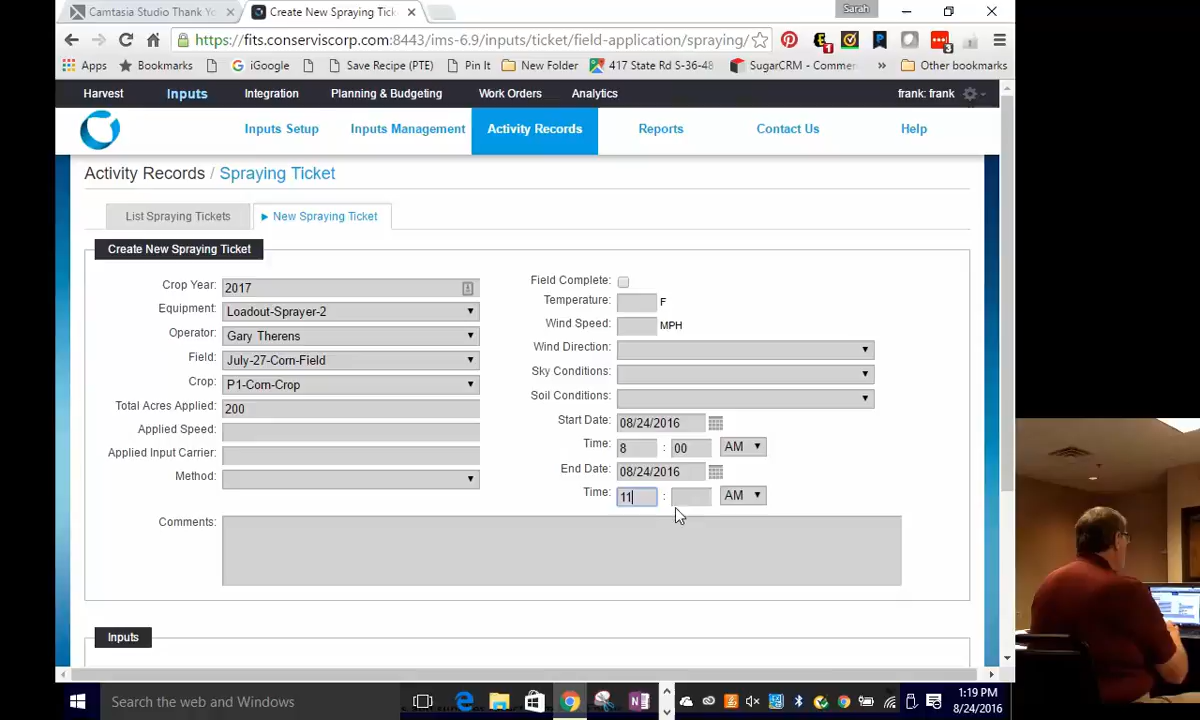 Camtasia Studio Thank Yo
Create New Spraying Tick
Sarah
https://fits.conserviscorp.com:8443/ims-6.9/inputs/ticket/field-application/spraying/
1
3
Apps Bookmarks iGoogle Save Recipe (PTE) Pin It New Folder 417 State Rd S-36-48 SugarCRM - Commer » Other bookmarks
Harvest Inputs Integration Planning & Budgeting Work Orders Analytics frank: frank
Inputs Setup Inputs Management Activity Records Reports Contact Us Help
Activity Records / Spraying Ticket
List Spraying Tickets New Spraying Ticket
Create New Spraying Ticket
Crop Year: 2017
Equipment: Loadout-Sprayer-2
Operator: Gary Therens
Field: July-27-Corn-Field
Crop: P1-Corn-Crop
Total Acres Applied: 200
Applied Speed:
Applied Input Carrier:
Method:
Field Complete:
Temperature: F
Wind Speed: MPH
Wind Direction:
Sky Conditions:
Soil Conditions:
Start Date: 08/24/2016
Time: 8 : 00 AM
End Date: 08/24/2016
Time: 11 : AM
Comments:
Inputs
Search the web and Windows
1:19 PM
8/24/2016